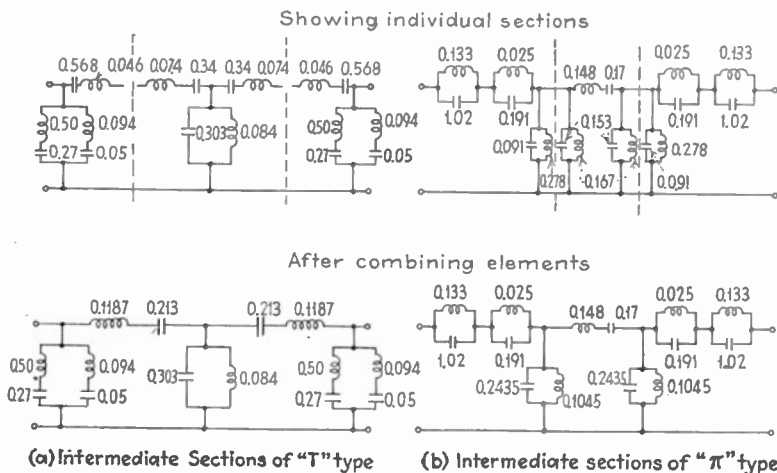 Showing individual sections
0.568 0.046 0.074 0.34 0.34 0.074 0.046 0.568
0.50 0.094 0.303 0.084 0.50 0.094
0.27 0.05 0.27 0.05
0.133 0.025 0.148 0.17 0.025 0.133
1.02 0.191 0.153 0.191 1.02
0.091 0.278
0.278 0.167 0.091
After combining elements
0.1187 0.213 0.213 0.1187
0.50 0.094 0.303 0.084 0.50 0.094
0.27 0.05 0.27 0.05
0.133 0.025 0.148 0.17 0.025 0.133
1.02 0.191 0.191 1.02
0.2435 0.1045 0.2435 0.1045
(a) Intermediate Sections of "T" type
(b) Intermediate sections of "π" type